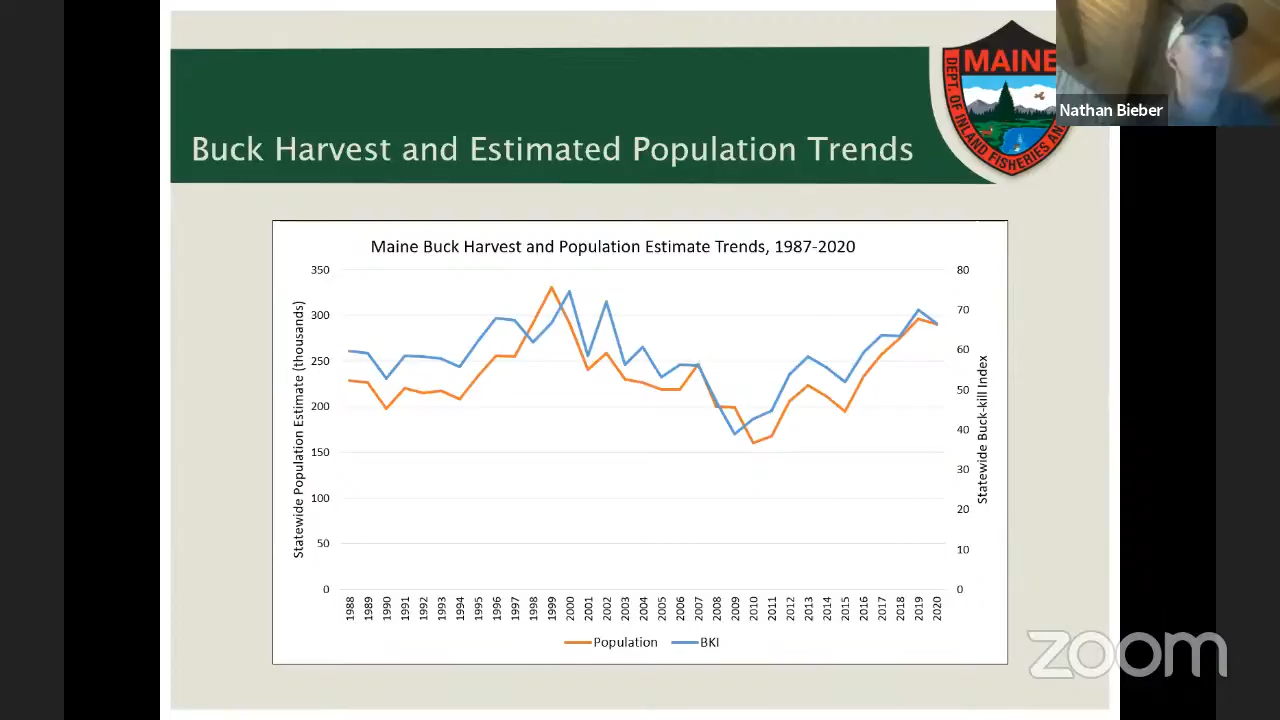 MAINE
DEPT. OF INLAND FISHERIES AN
Nathan Bieber
Buck Harvest and Estimated Population Trends
Maine Buck Harvest and Population Estimate Trends, 1987-2020
Statewide Population Estimate (thousands)
350
300
250
200
150
100
50
0
80
70
60
50
40
30
20
10
0
Statewide Buck-kill Index
1988 1989 1990 1991 1992 1993 1994 1995 1996 1997 1998 1999 2000 2001 2002 2003 2004 2005 2006 2007 2008 2009 2010 2011 2012 2013 2014 2015 2016 2017 2018 2019 2020
Population BKI
zoom